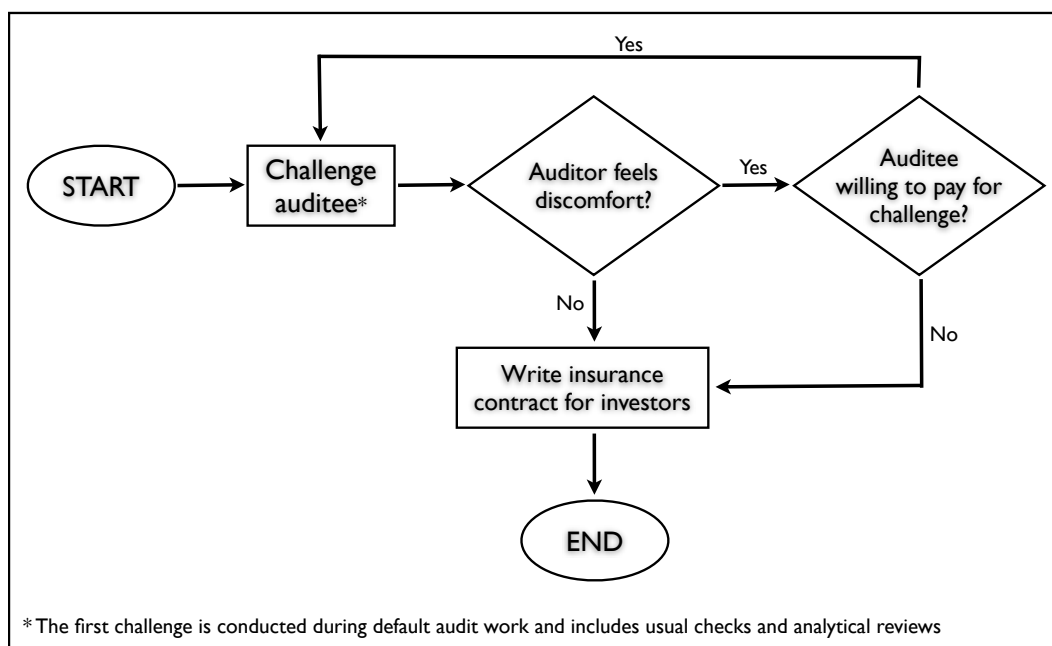 Yes
START
Challenge
auditee*
Auditor feels
discomfort?
Yes
Auditee
willing to pay for
challenge?
No
No
Write insurance
contract for investors
END
* The first challenge is conducted during default audit work and includes usual checks and analytical reviews